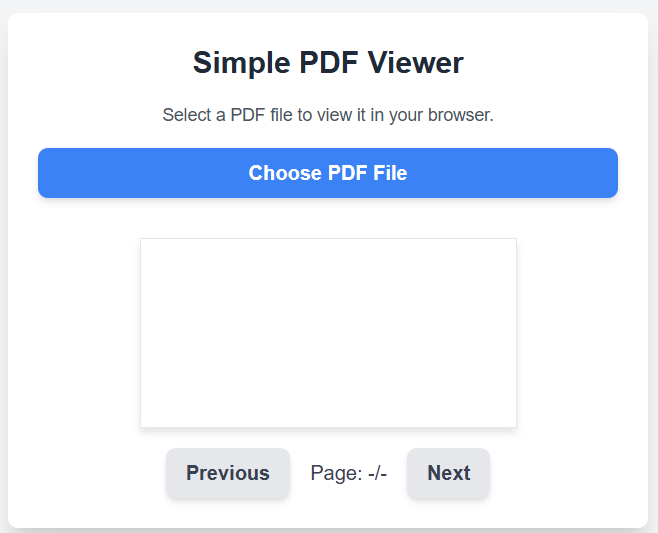 Simple PDF Viewer
Select a PDF file to view it in your browser.
Choose PDF File
Previous Page: -/- Next